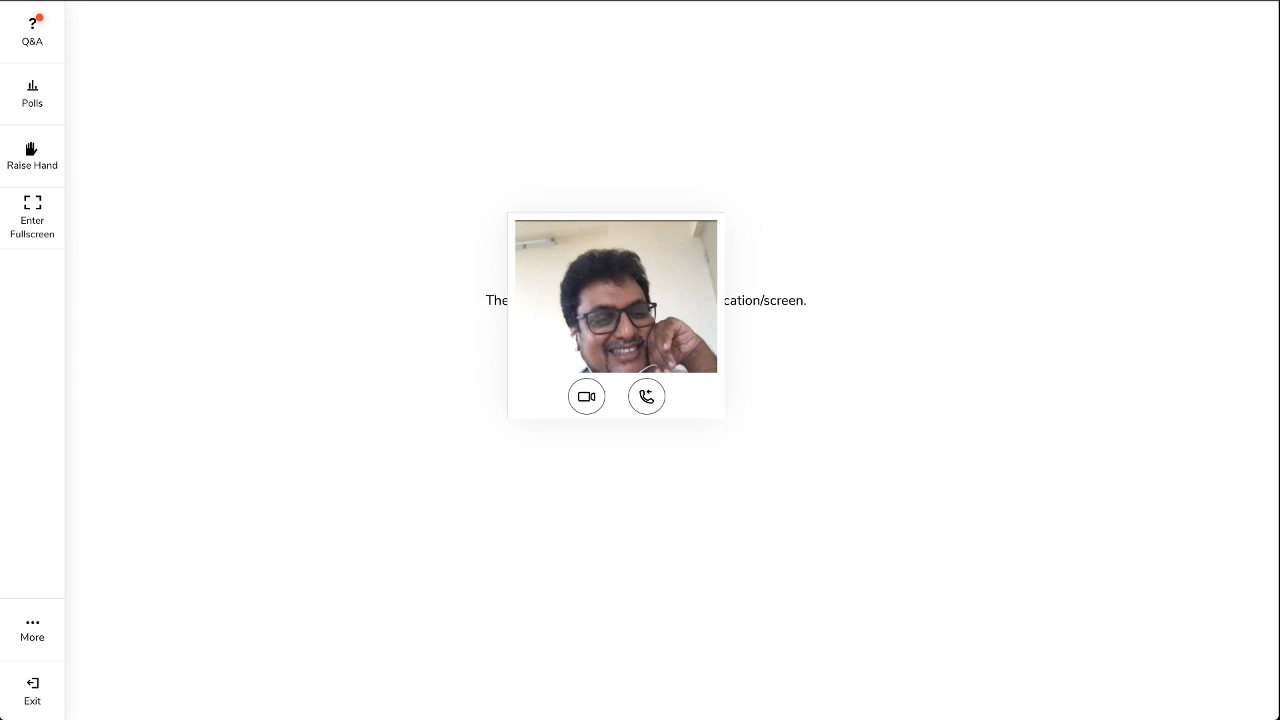 ?
Q&A
Polls
Raise Hand
Enter
Fullscreen
The cation/screen.
More
Exit